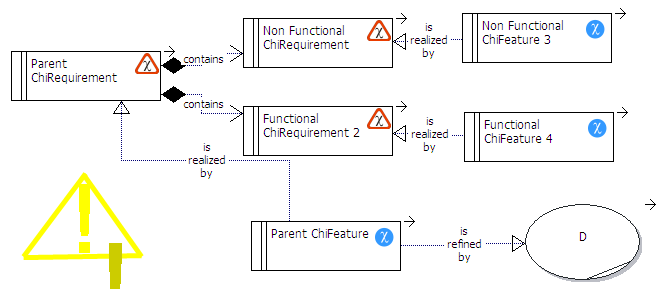 Parent
ChiRequirement
χ
contains
contains
Non Functional
ChiRequirement
χ
is
realized
by
Non Functional
ChiFeature 3
χ
Functional
ChiRequirement 2
χ
is
realized
by
Functional
ChiFeature 4
χ
is
realized
by
Parent ChiFeature
χ
is
refined
by
D